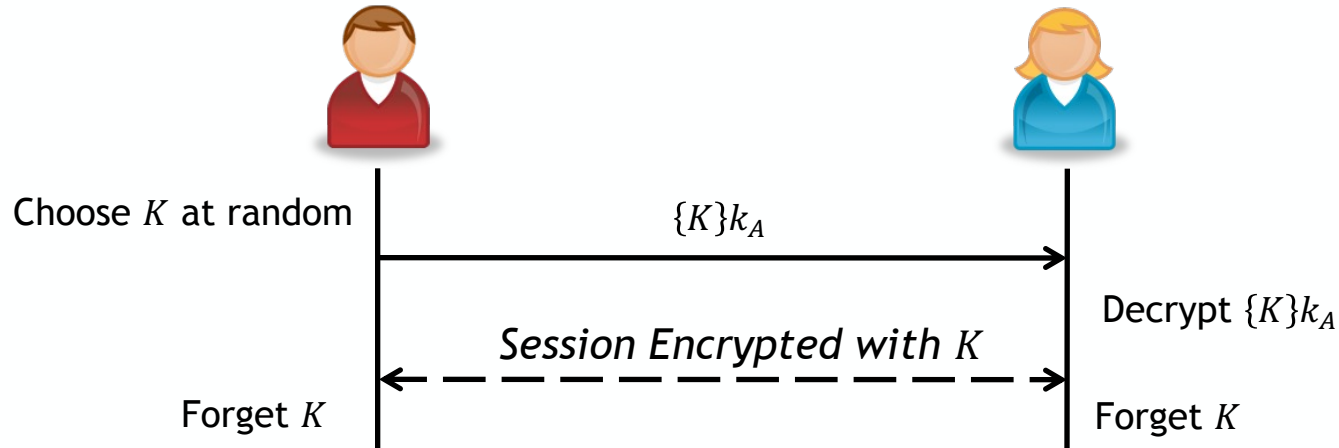 Choose K at random
{K}k_A
Decrypt {K}k_A
Session Encrypted with K
Forget K
Forget K